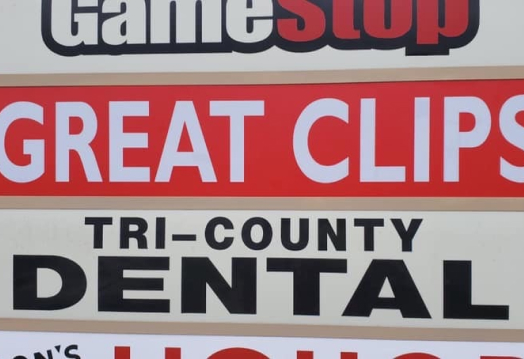 GameStop
GREAT CLIPS
TRI-COUNTY
DENTAL